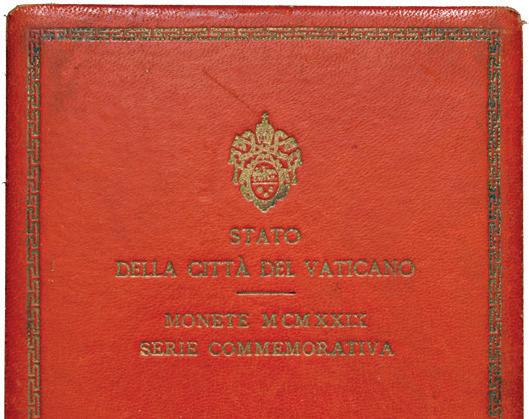 STATO
DELLA CITTÀ DEL VATICANO
MONETE MCMXXIX
SERIE COMMEMORATIVA